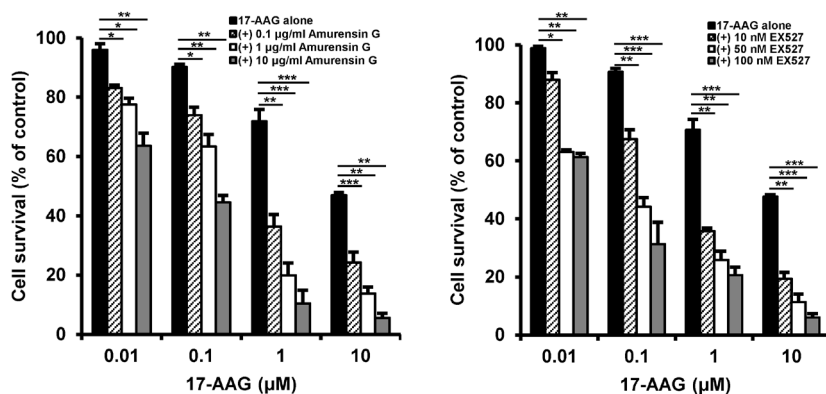 17-AAG alone
(+) 0.1 µg/ml Amurensin G
(+) 1 µg/ml Amurensin G
(+) 10 µg/ml Amurensin G
Cell survival (% of control)
100
80
60
40
20
0
** * *
** ** *
*** *** **
** ** ***
0.01 0.1 1 10
17-AAG (µM)
17-AAG alone
(+) 10 nM EX527
(+) 50 nM EX527
(+) 100 nM EX527
Cell survival (% of control)
100
80
60
40
20
0
** ** *
*** *** **
*** ** **
*** *** **
0.01 0.1 1 10
17-AAG (µM)